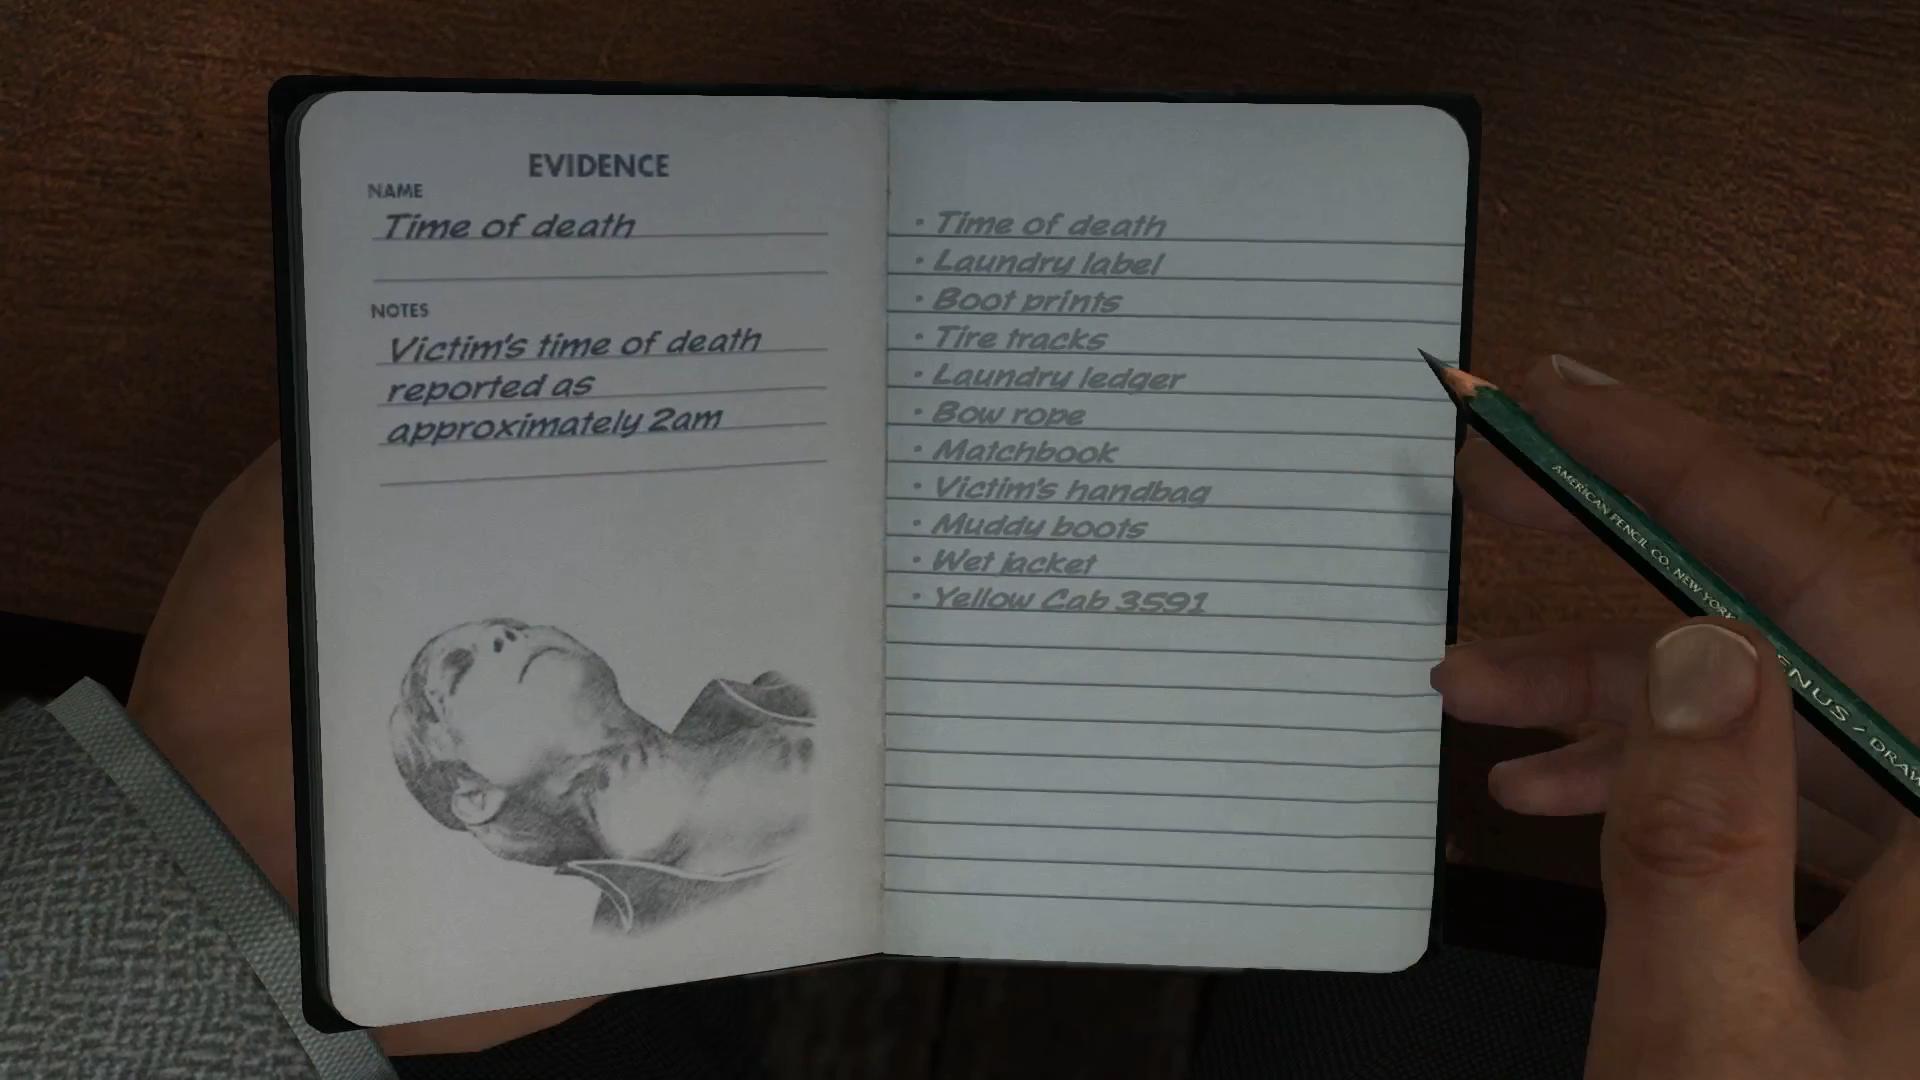 EVIDENCE
NAME
Time of death
NOTES
Victim's time of death
reported as
approximately 2am
• Time of death
• Laundry label
• Boot prints
• Tire tracks
• Laundry ledger
• Bow rope
• Matchbook
• Victim's handbag
• Muddy boots
• Wet jacket
• Yellow Cab 3591
AMERICAN PENCIL CO. NEW YORK
ENUS / DRAW